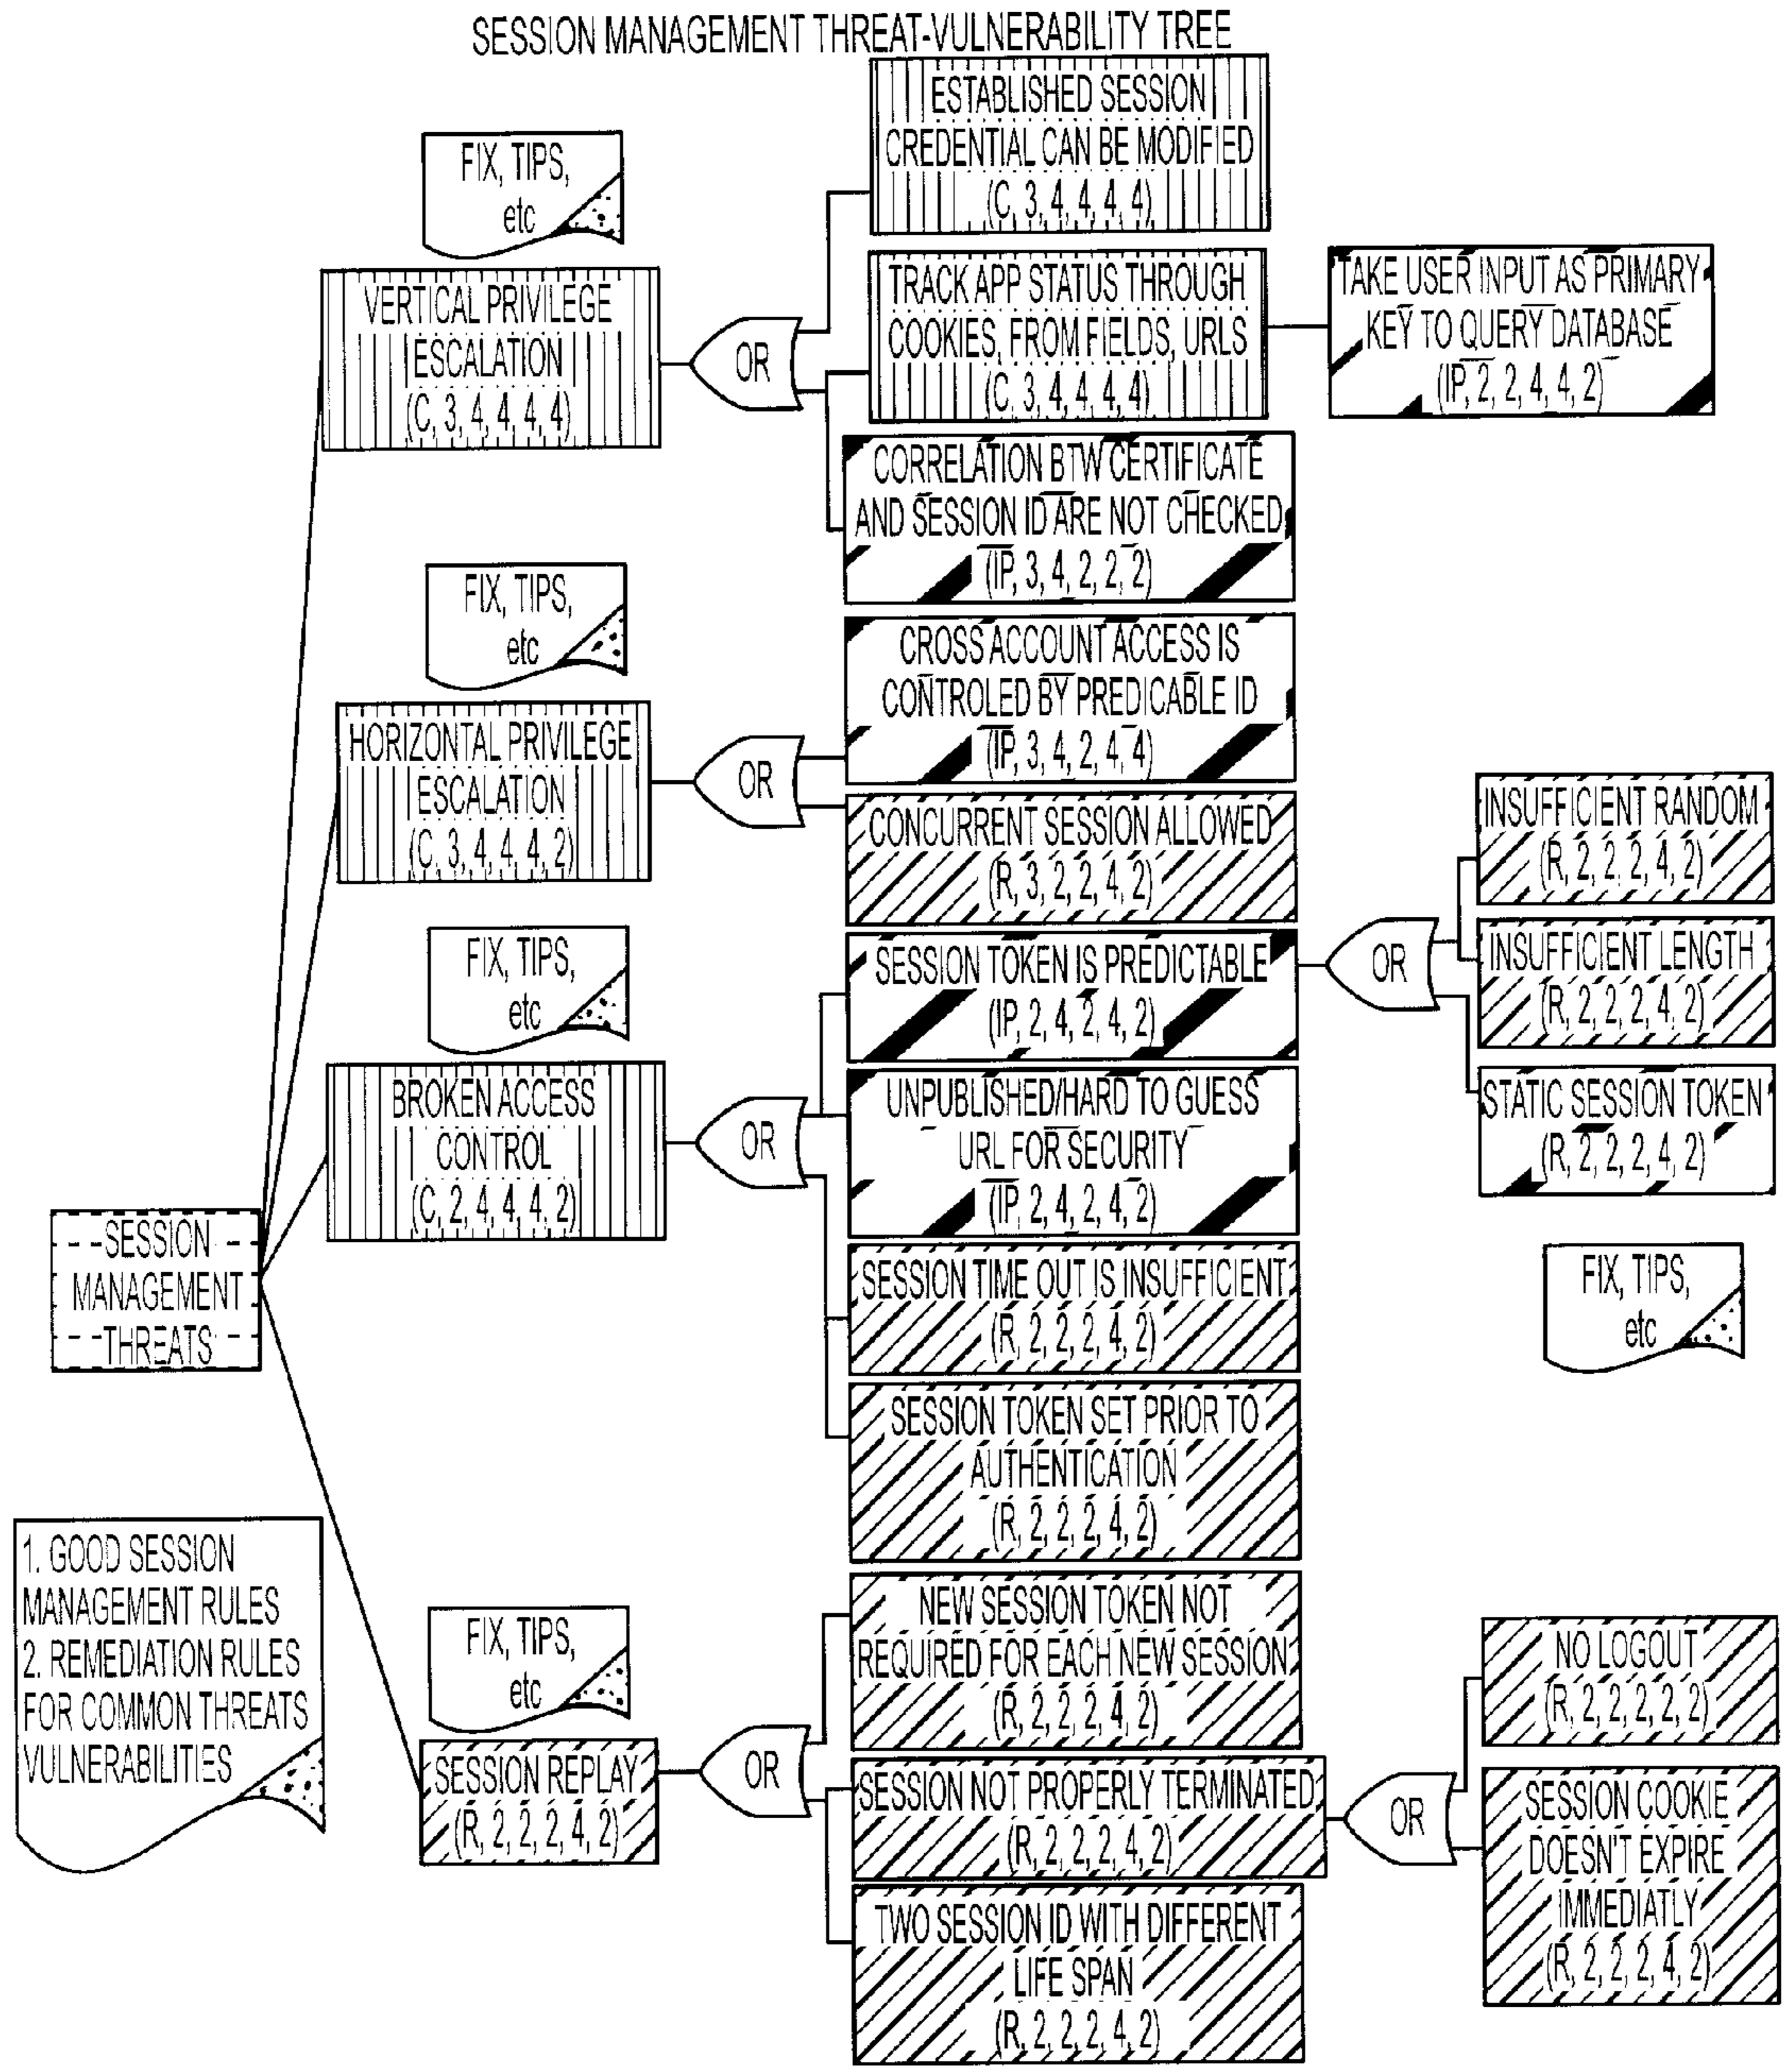 SESSION MANAGEMENT THREAT-VULNERABILITY TREE
ESTABLISHED SESSION
CREDENTIAL CAN BE MODIFIED
(C, 3, 4, 4, 4, 4)
FIX, TIPS,
etc
VERTICAL PRIVILEGE
ESCALATION
(C, 3, 4, 4, 4, 4)
OR
TRACK APP STATUS THROUGH
COOKIES, FROM FIELDS, URLS
(C, 3, 4, 4, 4, 4)
TAKE USER INPUT AS PRIMARY
KEY TO QUERY DATABASE
(IP, 2, 2, 4, 4, 2)
CORRELATION BTW CERTIFICATE
AND SESSION ID ARE NOT CHECKED
(IP, 3, 4, 2, 2, 2)
FIX, TIPS,
etc
HORIZONTAL PRIVILEGE
ESCALATION
(C, 3, 4, 4, 4, 2)
OR
CROSS ACCOUNT ACCESS IS
CONTROLED BY PREDICABLE ID
(IP, 3, 4, 2, 4, 4)
CONCURRENT SESSION ALLOWED
(R, 3, 2, 2, 4, 2)
FIX, TIPS,
etc
BROKEN ACCESS
CONTROL
(C, 2, 4, 4, 4, 2)
OR
SESSION TOKEN IS PREDICTABLE
(IP, 2, 4, 2, 4, 2)
OR
INSUFFICIENT RANDOM
(R, 2, 2, 2, 4, 2)
INSUFFICIENT LENGTH
(R, 2, 2, 2, 4, 2)
STATIC SESSION TOKEN
(R, 2, 2, 2, 4, 2)
UNPUBLISHED/HARD TO GUESS
URL FOR SECURITY
(IP, 2, 4, 2, 4, 2)
SESSION TIME OUT IS INSUFFICIENT
(R, 2, 2, 2, 4, 2)
FIX, TIPS,
etc
SESSION TOKEN SET PRIOR TO
AUTHENTICATION
(R, 2, 2, 2, 4, 2)
SESSION
MANAGEMENT
THREATS
1. GOOD SESSION
MANAGEMENT RULES
2. REMEDIATION RULES
FOR COMMON THREATS
VULNERABILITIES
FIX, TIPS,
etc
SESSION REPLAY
(R, 2, 2, 2, 4, 2)
OR
NEW SESSION TOKEN NOT
REQUIRED FOR EACH NEW SESSION
(R, 2, 2, 2, 4, 2)
SESSION NOT PROPERLY TERMINATED
(R, 2, 2, 2, 4, 2)
OR
NO LOGOUT
(R, 2, 2, 2, 2, 2)
SESSION COOKIE
DOESN'T EXPIRE
IMMEDIATLY
(R, 2, 2, 2, 4, 2)
TWO SESSION ID WITH DIFFERENT
LIFE SPAN
(R, 2, 2, 2, 4, 2)